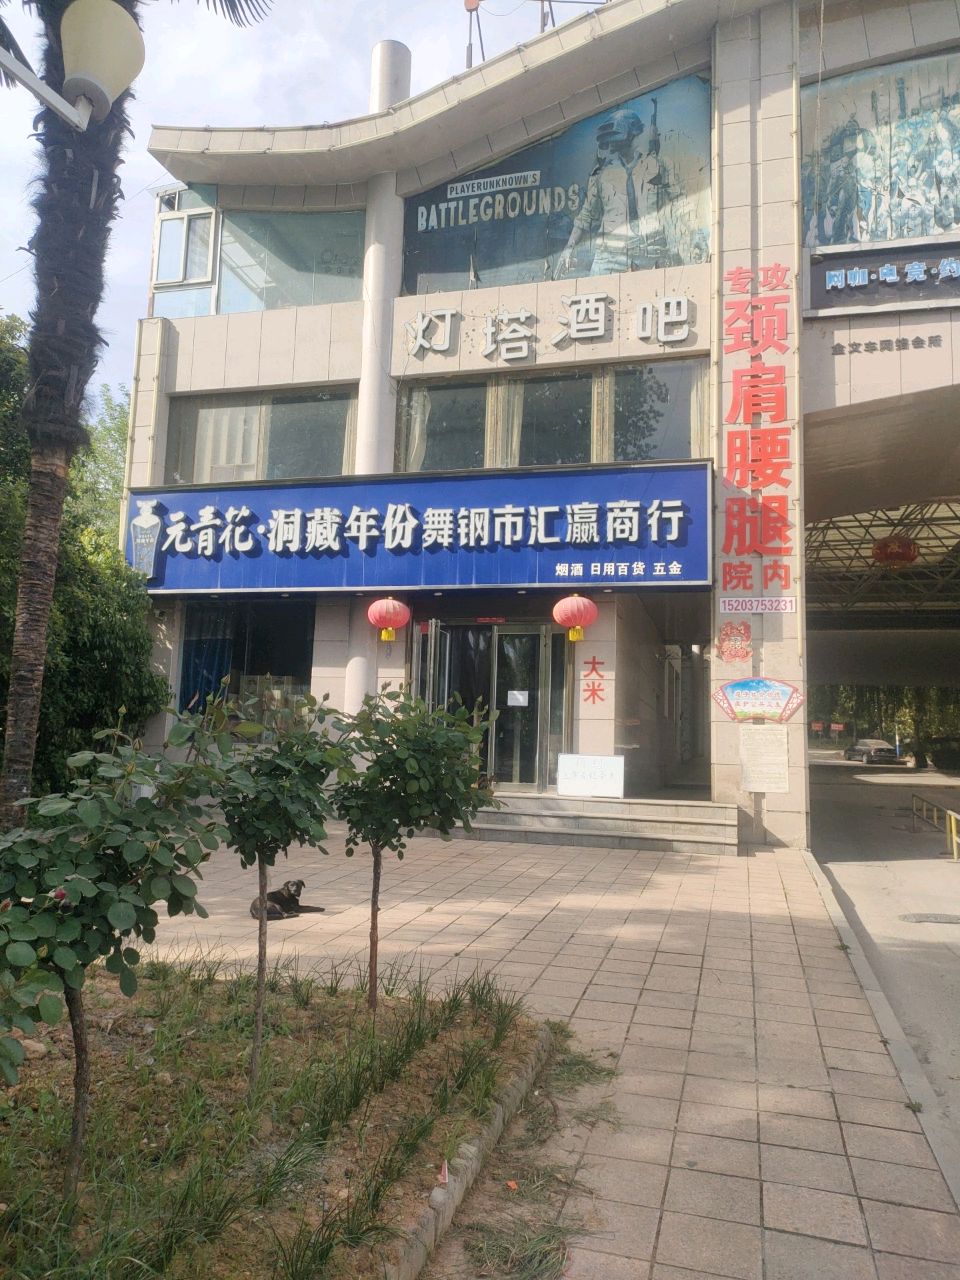 PLAYERUNKNOWN'S
BATTLEGROUNDS
灯塔酒吧
网咖·电竞·约
专攻
颈肩腰腿
院内
15203753231
元青花·洞藏年份舞钢市汇瀛商行
烟酒 日用百货 五金
大米